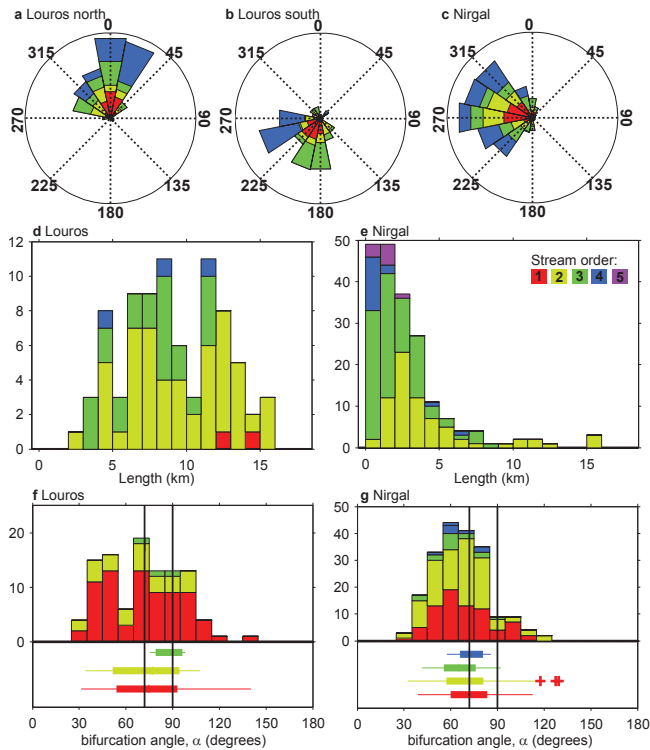 a Louros north
b Louros south
c Nirgal
0
45
90
135
180
225
270
315
0
45
90
135
180
225
270
315
0
45
90
135
180
225
270
315
d Louros
12
10
8
6
4
2
0
0 5 10 15
Length (km)
e Nirgal
50
40
30
20
10
0
Stream order:
1 2 3 4 5
0 5 10 15
Length (km)
f Louros
20
10
0
0 30 60 90 120 150 180
bifurcation angle, α (degrees)
g Nirgal
50
40
30
20
10
0
30 60 90 120 150 180
bifurcation angle, α (degrees)